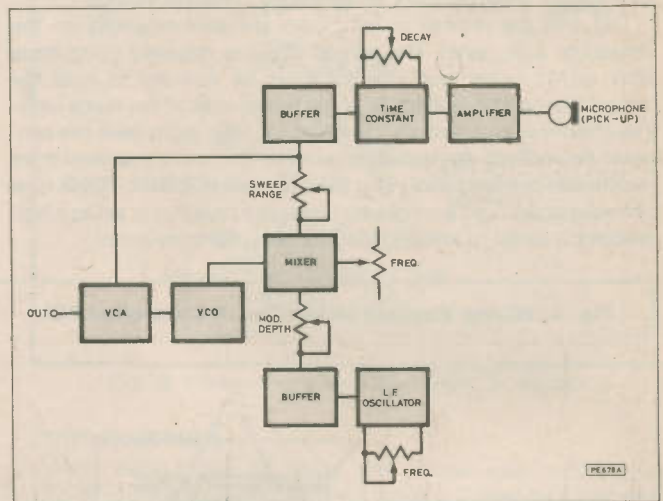 DECAY
BUFFER
TIME
CONSTANT
AMPLIFIER
MICROPHONE
(PICK-UP)
SWEEP
RANGE
MIXER
FREQ.
OUT
VCA
VCO
MOD.
DEPTH
BUFFER
L.F.
OSCILLATOR
FREQ.
PE678A